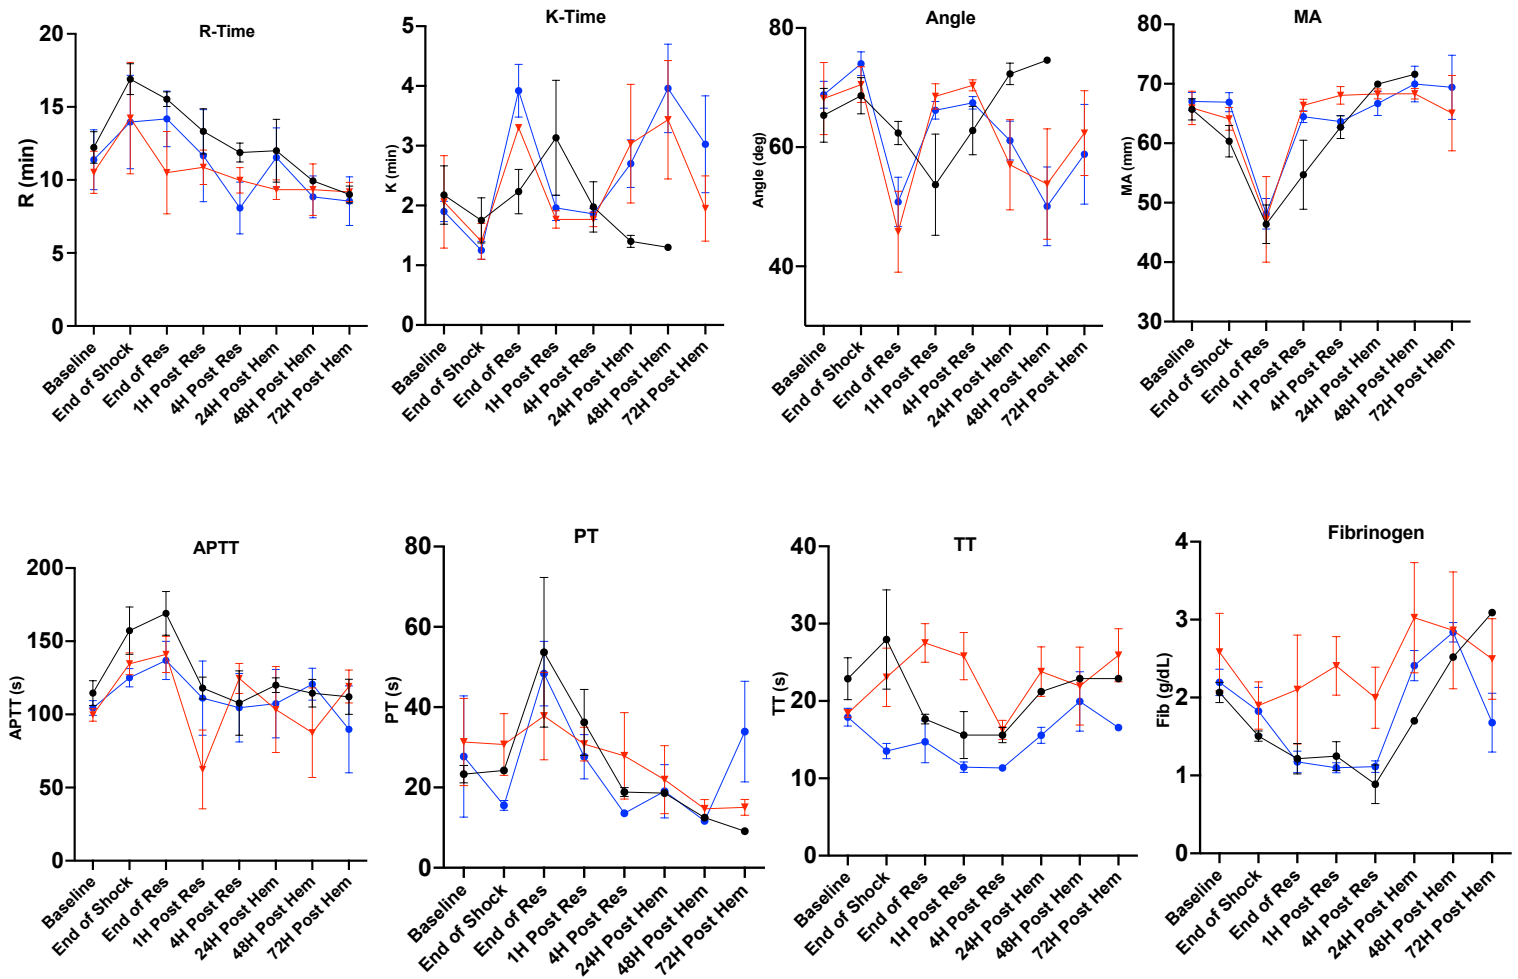 R-Time
R (min)
20
15
10
5
0
Baseline
End of Shock
End of Res
1H Post Res
4H Post Res
24H Post Hem
48H Post Hem
72H Post Hem
K-Time
K (min)
5
4
3
2
1
0
Baseline
End of Shock
End of Res
1H Post Res
4H Post Res
24H Post Hem
48H Post Hem
72H Post Hem
Angle
Angle (deg)
80
60
40
Baseline
End of Shock
End of Res
1H Post Res
4H Post Res
24H Post Hem
48H Post Hem
72H Post Hem
MA
MA (mm)
80
70
60
50
40
30
Baseline
End of Shock
End of Res
1H Post Res
4H Post Res
24H Post Hem
48H Post Hem
72H Post Hem
APTT
APTT (s)
200
150
100
50
0
Baseline
End of Shock
End of Res
1H Post Res
4H Post Res
24H Post Hem
48H Post Hem
72H Post Hem
PT
PT (s)
80
60
40
20
0
Baseline
End of Shock
End of Res
1H Post Res
4H Post Res
24H Post Hem
48H Post Hem
72H Post Hem
TT
TT (s)
40
30
20
10
0
Baseline
End of Shock
End of Res
1H Post Res
4H Post Res
24H Post Hem
48H Post Hem
72H Post Hem
Fibrinogen
Fib (g/dL)
4
3
2
1
0
Baseline
End of Shock
End of Res
1H Post Res
4H Post Res
24H Post Hem
48H Post Hem
72H Post Hem